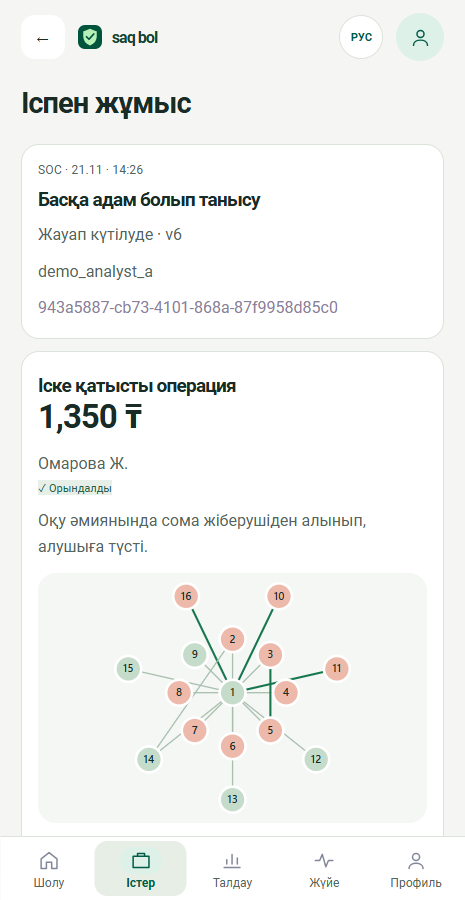 ←
saq bol
РУС
Іспен жұмыс
SOC · 21.11 · 14:26
Басқа адам болып танысу
Жауап күтілуде · v6
demo_analyst_a
943a5887-cb73-4101-868a-87f9958d85c0
Іске қатысты операция
1,350 ₸
Омарова Ж.
✓ Орындалды
Оқу әмиянында сома жіберушіден алынып,
алушыға түсті.
16 10
2
9 3
15 11
8 1 4
7 5
6
14 12
13
Шолу Істер Талдау Жүйе Профиль